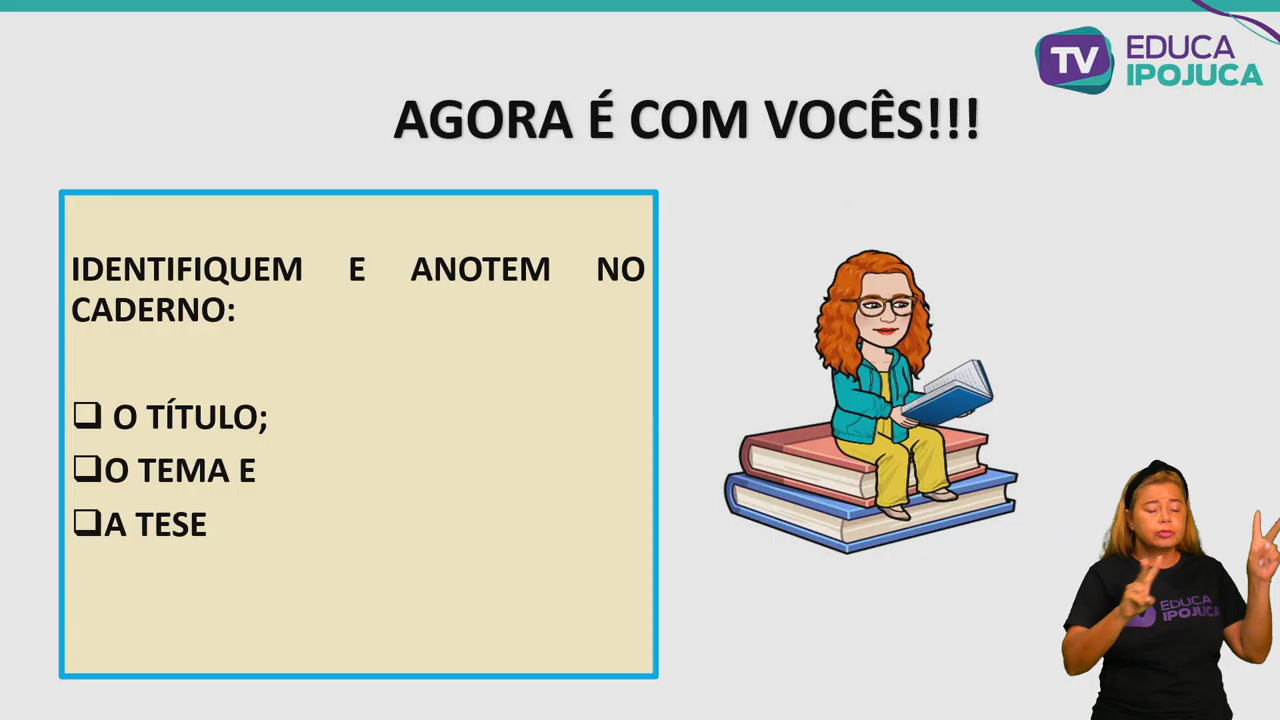 TV EDUCA
IPOJUCA
AGORA É COM VOCÊS!!!
IDENTIFIQUEM E ANOTEM NO
CADERNO:
❑ O TÍTULO;
❑O TEMA E
❑A TESE
EDUCA
IPOJUCA